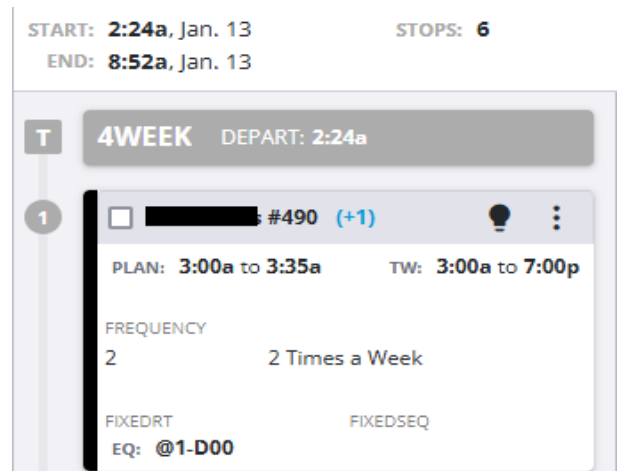 START: 2:24a, Jan. 13 STOPS: 6
END: 8:52a, Jan. 13
T 4WEEK DEPART: 2:24a
1 #490 (+1)
PLAN: 3:00a to 3:35a TW: 3:00a to 7:00p
FREQUENCY
2 2 Times a Week
FIXEDRT FIXEDSEQ
EQ: @1-D00